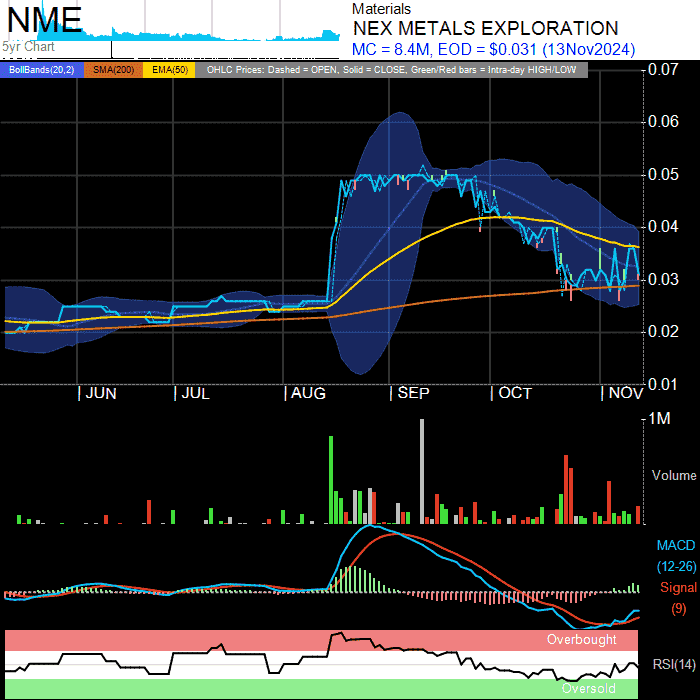 NME
5yr Chart
Materials
NEX METALS EXPLORATION
MC = 8.4M, EOD = $0.031 (13Nov2024)
BollBands(20,2) SMA(200) EMA(50) OHLC Prices: Dashed = OPEN, Solid = CLOSE, Green/Red bars = Intra-day HIGH/LOW
0.07
0.06
0.05
0.04
0.03
0.02
0.01
| JUN | JUL | AUG | SEP | OCT | NOV
1M
Volume
MACD
(12-26)
Signal
(9)
Overbought
RSI(14)
Oversold